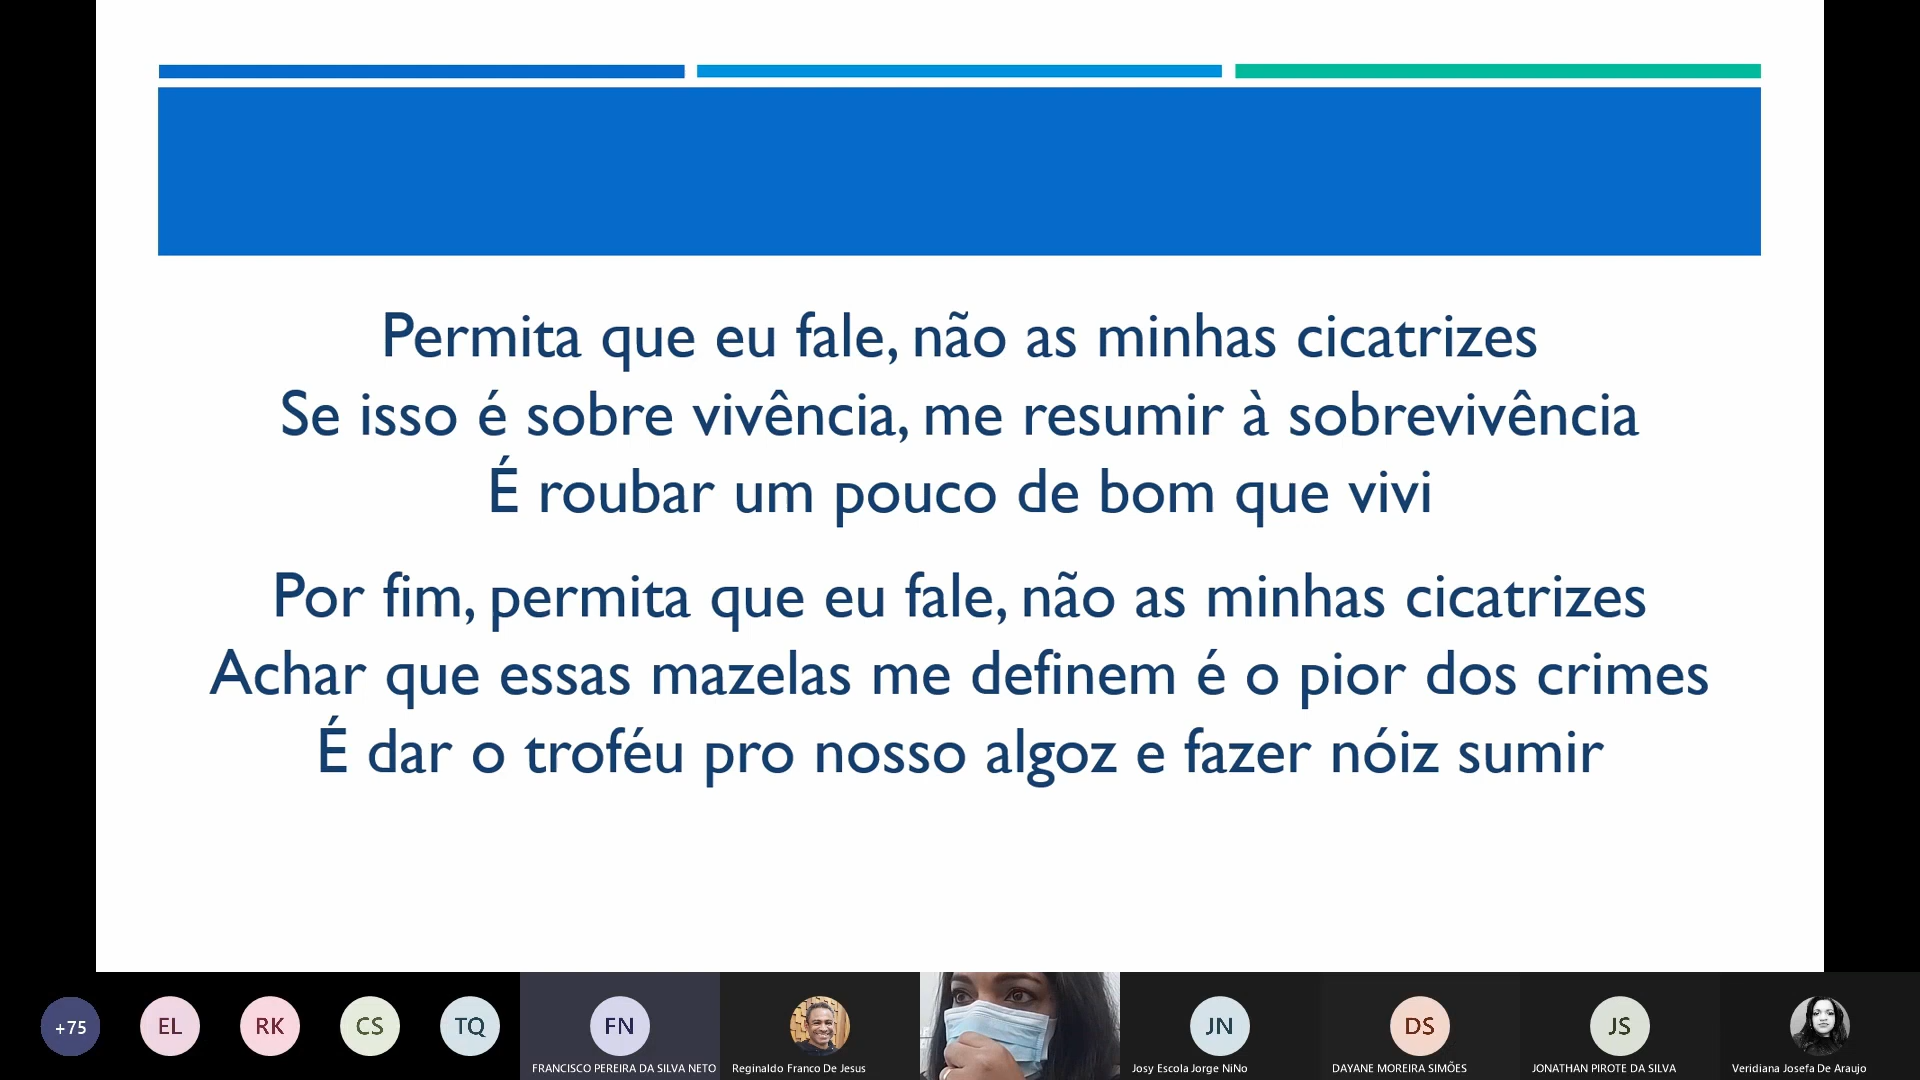 Permita que eu fale, não as minhas cicatrizes
Se isso é sobre vivência, me resumir à sobrevivência
É roubar um pouco de bom que vivi
Por fim, permita que eu fale, não as minhas cicatrizes
Achar que essas mazelas me definem é o pior dos crimes
É dar o troféu pro nosso algoz e fazer nóiz sumir
+75
EL
RK
CS
TQ
FN
JN
DS
JS
FRANCISCO PEREIRA DA SILVA NETO
Reginaldo Franco De Jesus
Josy Escola Jorge NiNo
DAYANE MOREIRA SIMÕES
JONATHAN PIROTE DA SILVA
Veridiana Josefa De Araujo